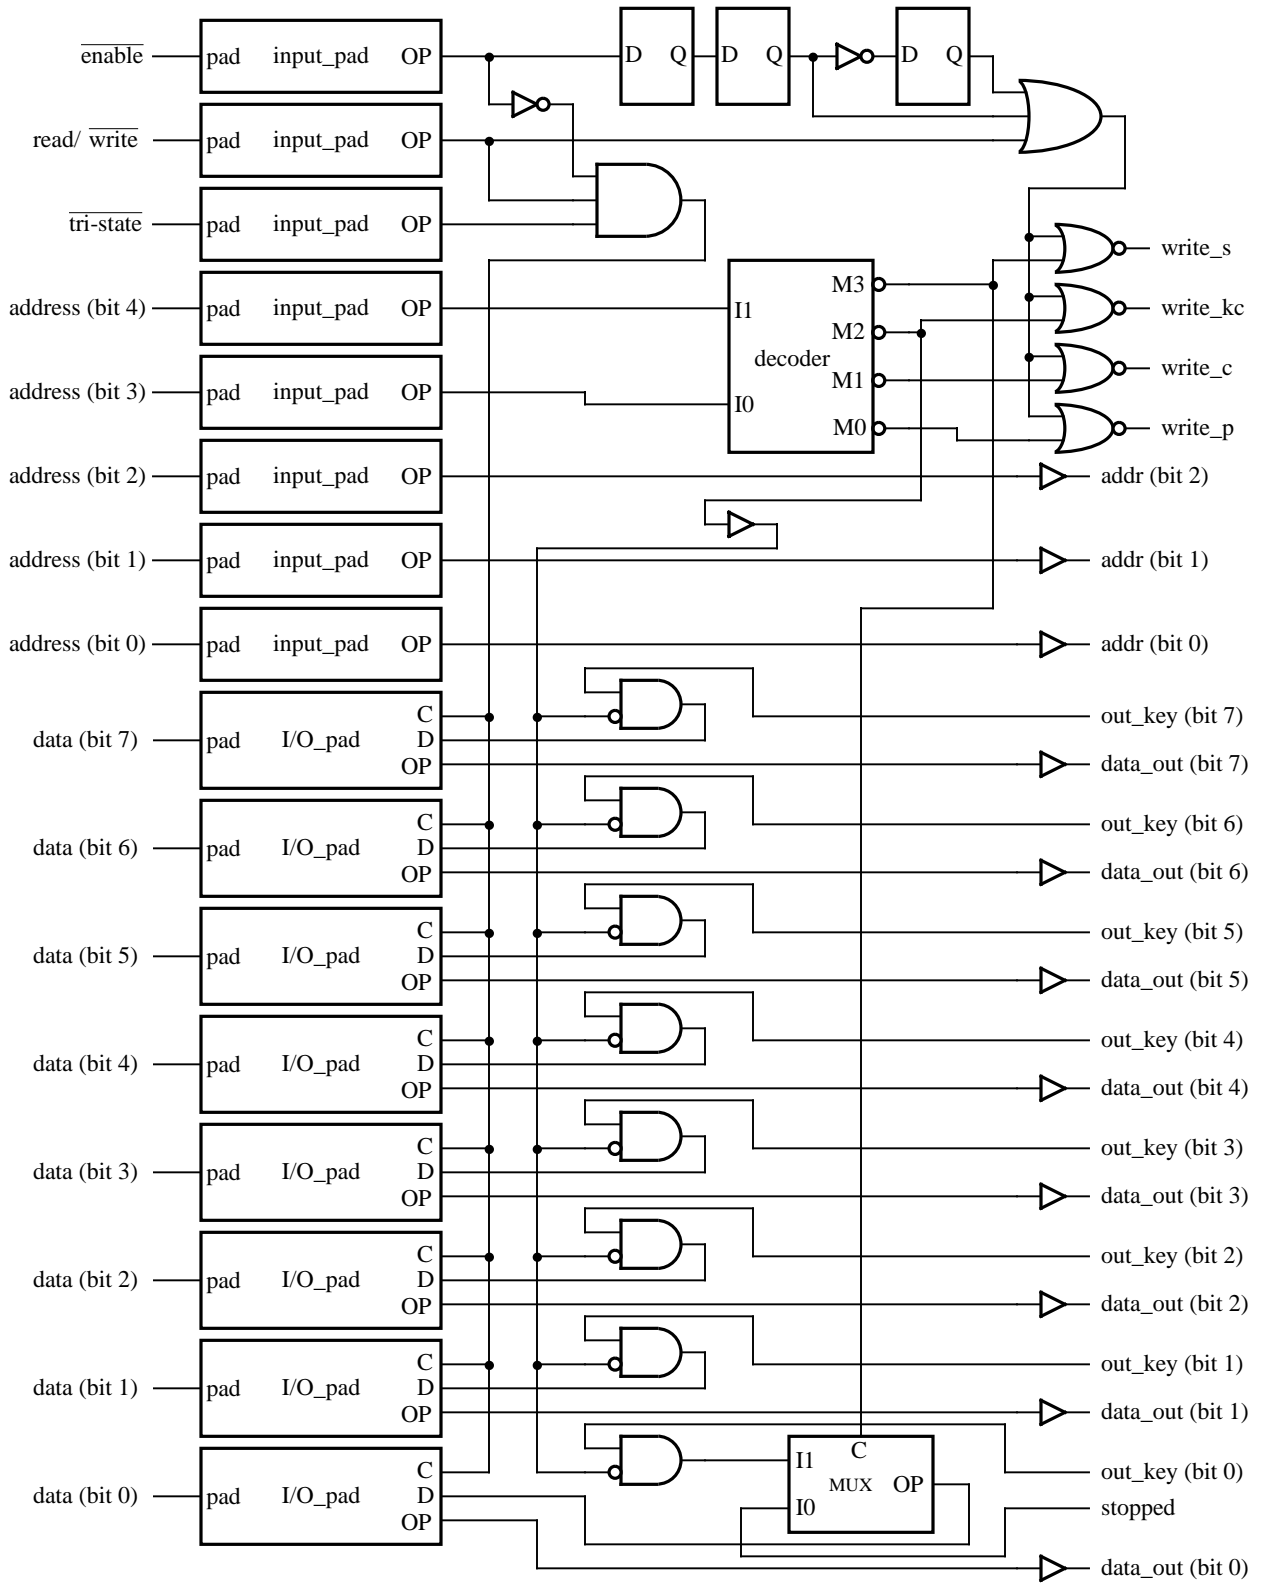 enable pad input_pad OP D Q D Q D Q
read/ write pad input_pad OP
tri-state pad input_pad OP
write_s
M3
address (bit 4) pad input_pad OP I1 write_kc
M2
decoder
write_c
M1
address (bit 3) pad input_pad OP I0
M0 write_p
address (bit 2) pad input_pad OP addr (bit 2)
address (bit 1) pad input_pad OP addr (bit 1)
address (bit 0) pad input_pad OP addr (bit 0)
C out_key (bit 7)
data (bit 7) pad I/O_pad D
OP data_out (bit 7)
C out_key (bit 6)
data (bit 6) pad I/O_pad D
OP data_out (bit 6)
C out_key (bit 5)
data (bit 5) pad I/O_pad D
OP data_out (bit 5)
C out_key (bit 4)
data (bit 4) pad I/O_pad D
OP data_out (bit 4)
C out_key (bit 3)
data (bit 3) pad I/O_pad D
OP data_out (bit 3)
C out_key (bit 2)
data (bit 2) pad I/O_pad D
OP data_out (bit 2)
C out_key (bit 1)
data (bit 1) pad I/O_pad D
OP data_out (bit 1)
C
I1
C out_key (bit 0)
MUX OP
data (bit 0) pad I/O_pad D
I0 stopped
OP
data_out (bit 0)